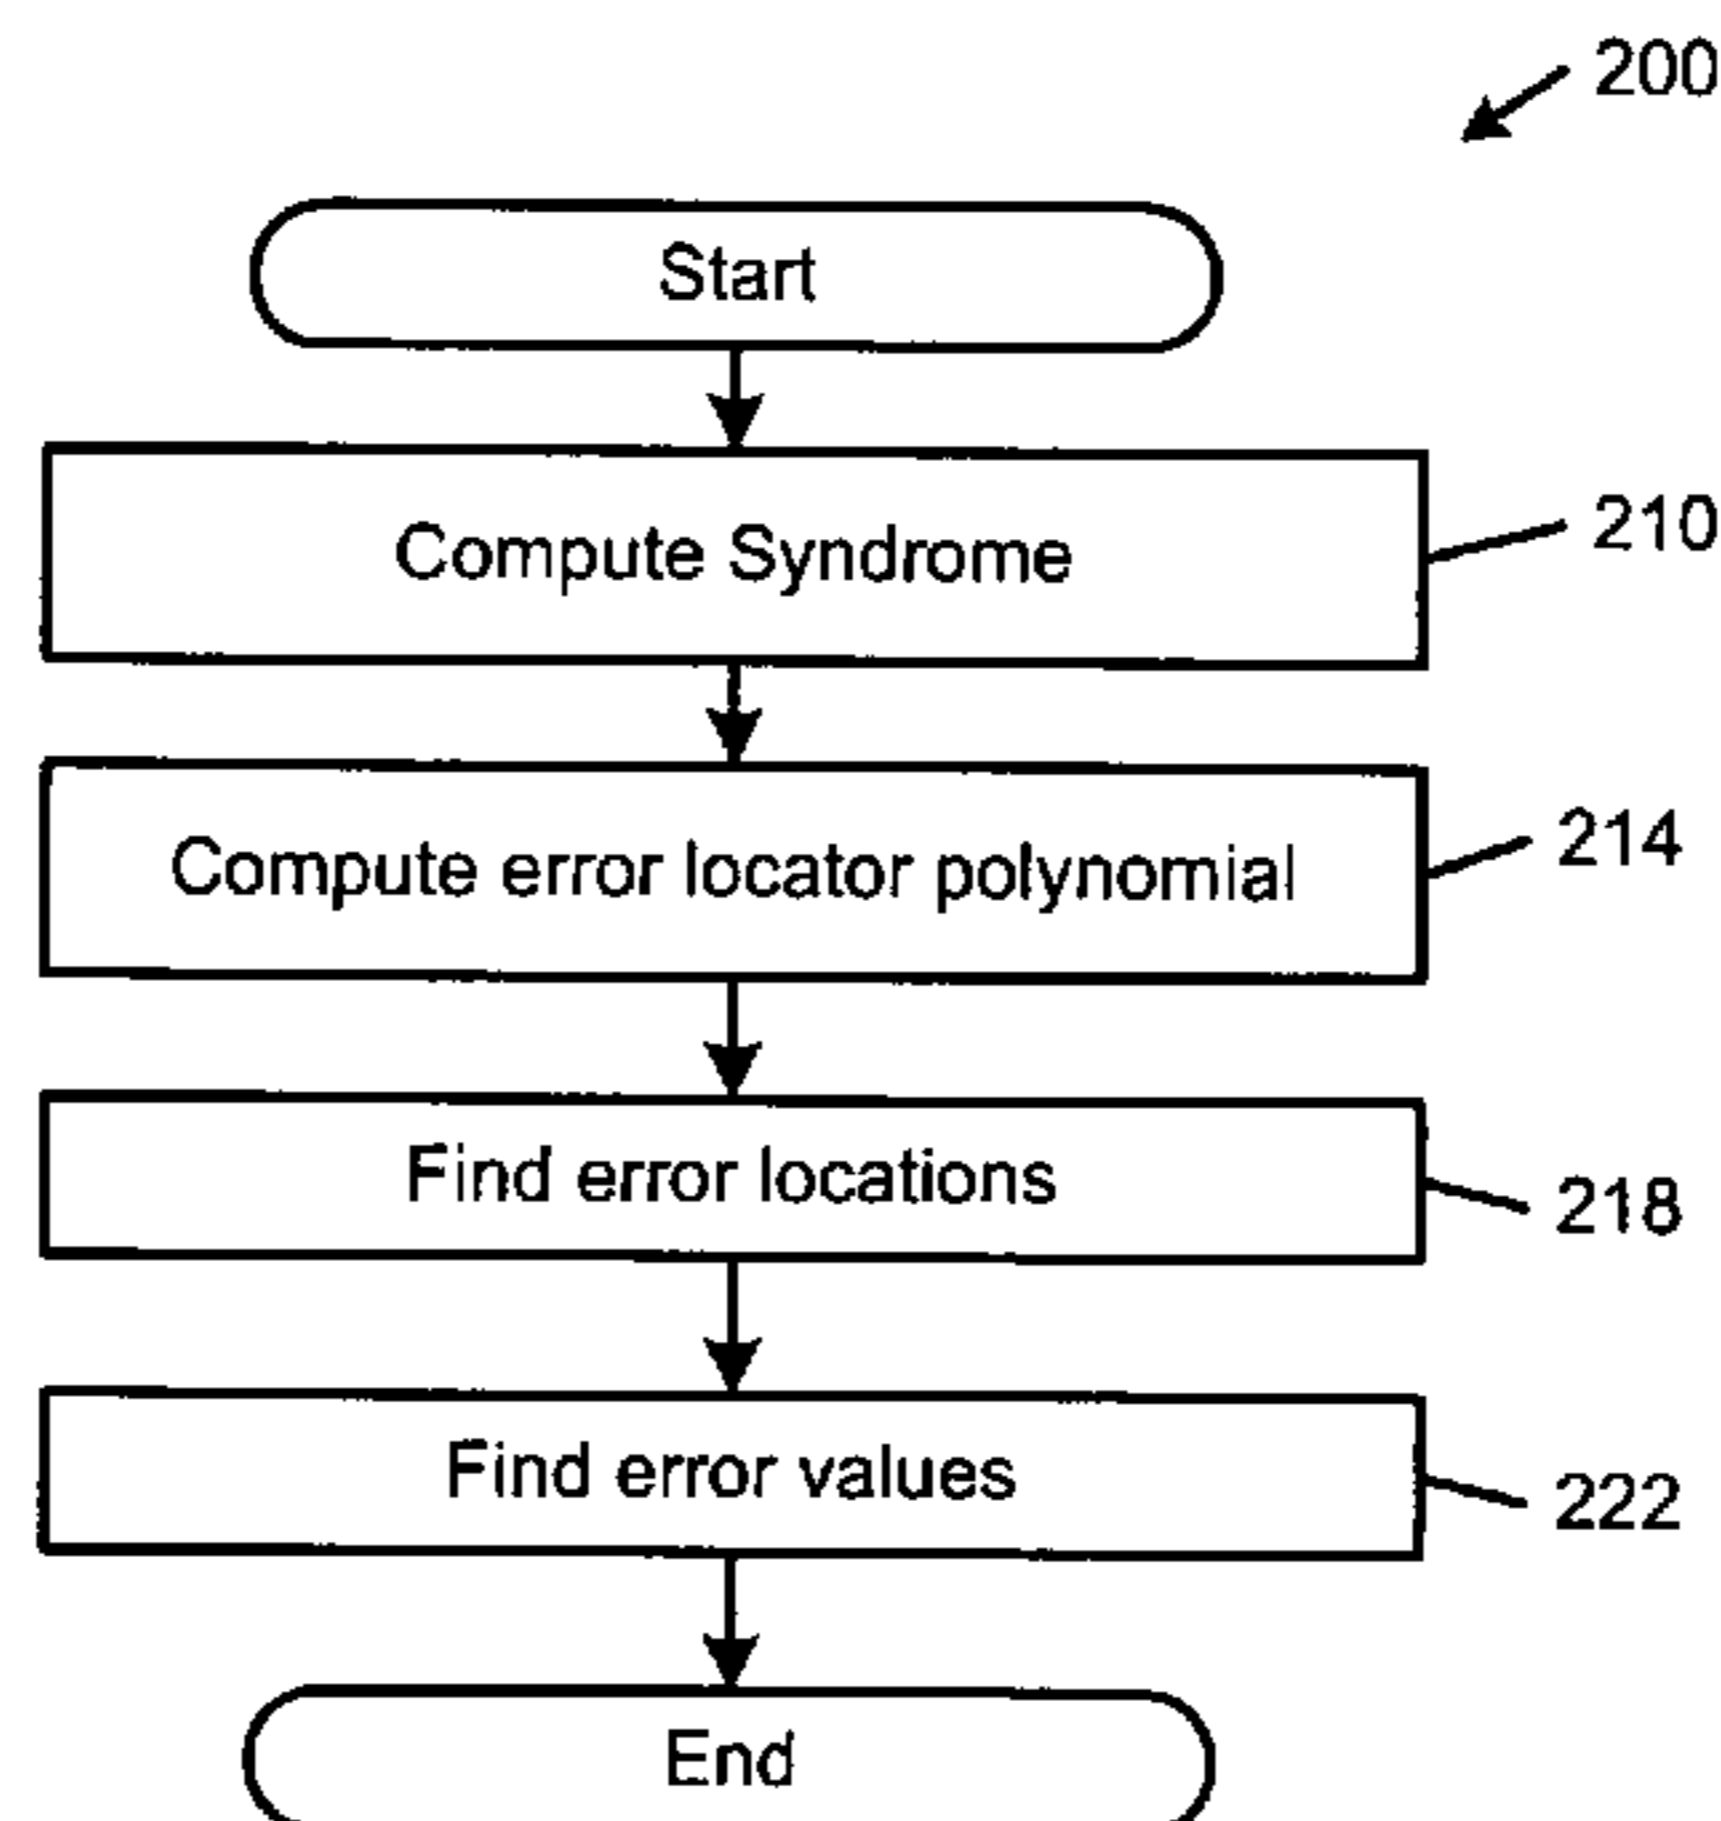 200
Start
Compute Syndrome
210
Compute error locator polynomial
214
Find error locations
218
Find error values
222
End